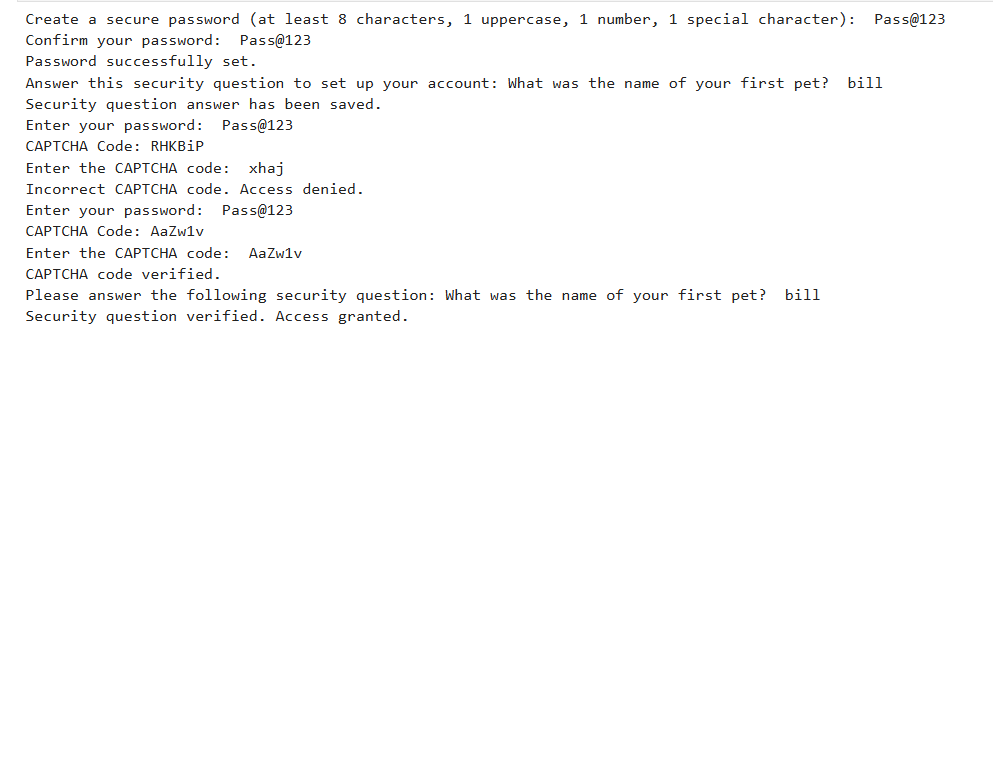 Create a secure password (at least 8 characters, 1 uppercase, 1 number, 1 special character):  Pass@123
Confirm your password:  Pass@123
Password successfully set.
Answer this security question to set up your account: What was the name of your first pet?  bill
Security question answer has been saved.
Enter your password:  Pass@123
CAPTCHA Code: RHKBiP
Enter the CAPTCHA code:  xhaj
Incorrect CAPTCHA code. Access denied.
Enter your password:  Pass@123
CAPTCHA Code: AaZw1v
Enter the CAPTCHA code:  AaZw1v
CAPTCHA code verified.
Please answer the following security question: What was the name of your first pet?  bill
Security question verified. Access granted.